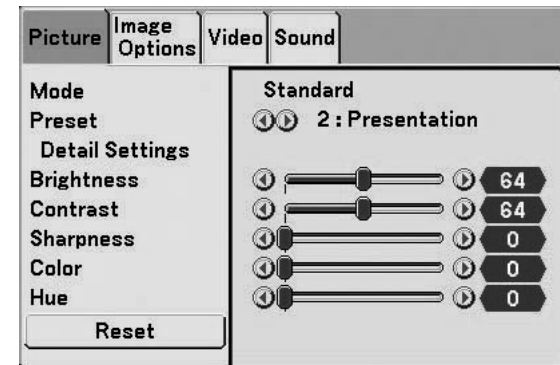 Picture Image Options Video Sound
Mode Standard
Preset 2 : Presentation
Detail Settings
Brightness 64
Contrast 64
Sharpness 0
Color 0
Hue 0
Reset